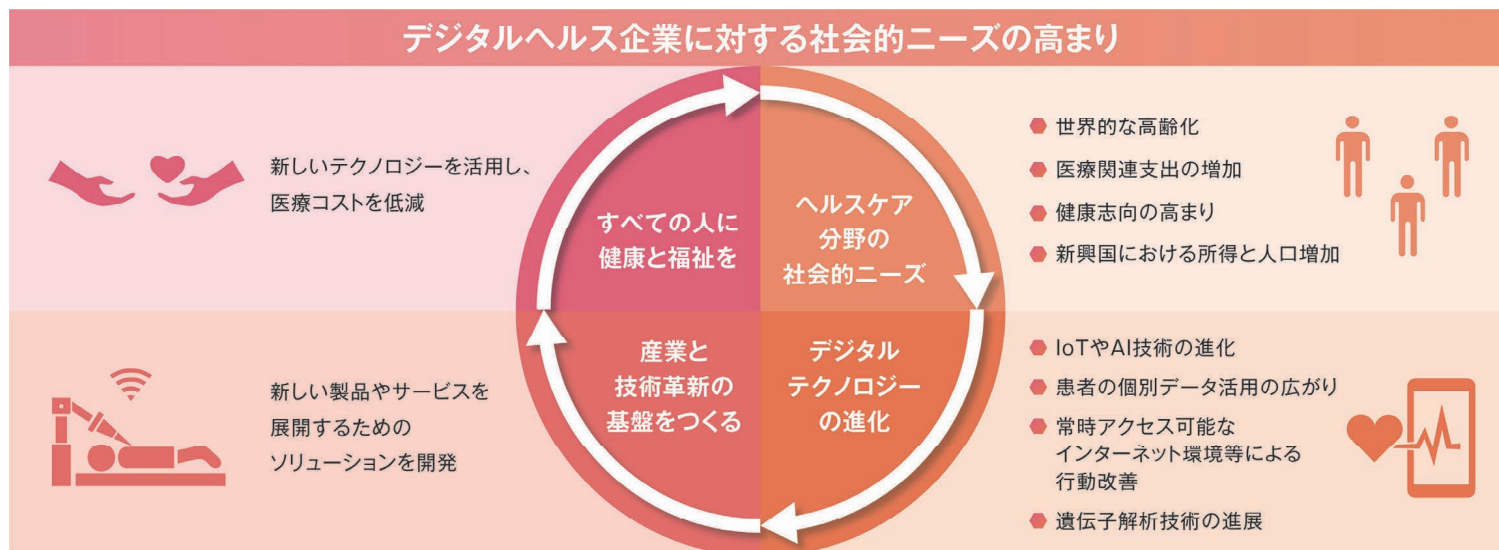 デジタルヘルス企業に対する社会的ニーズの高まり
新しいテクノロジーを活用し、
医療コストを低減
すべての人に
健康と福祉を
ヘルスケア
分野の
社会的ニーズ
世界的な高齢化
医療関連支出の増加
健康志向の高まり
新興国における所得と人口増加
新しい製品やサービスを
展開するための
ソリューションを開発
産業と
技術革新の
基盤をつくる
デジタル
テクノロジー
の進化
IoTやAI技術の進化
患者の個別データ活用の広がり
常時アクセス可能な
インターネット環境等による
行動改善
遺伝子解析技術の進展